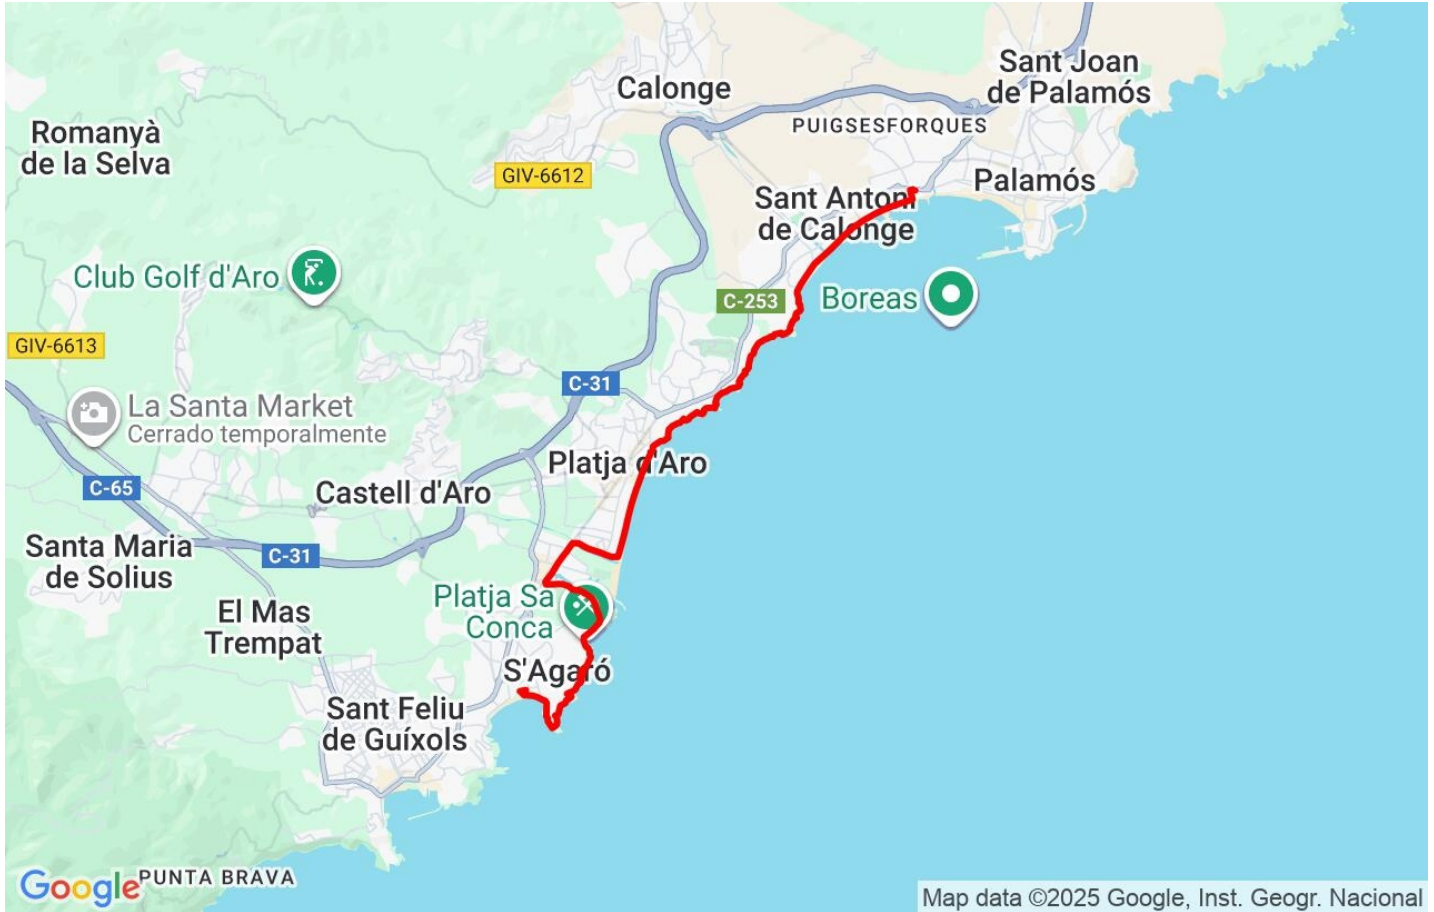 Sant Joan
de Palamós
Calonge
PUIGSESFORQUES
Romanyà
de la Selva
GIV-6612
Palamós
Sant Antoni
de Calonge
Club Golf d'Aro
C-253
Boreas
GIV-6613
C-31
La Santa Market
Cerrado temporalmente
Platja d'Aro
C-65
Castell d'Aro
Santa Maria
de Solius
C-31
Platja Sa
Conca
El Mas
Trempat
S'Agaró
Sant Feliu
de Guíxols
Google
PUNTA BRAVA
Map data ©2025 Google, Inst. Geogr. Nacional